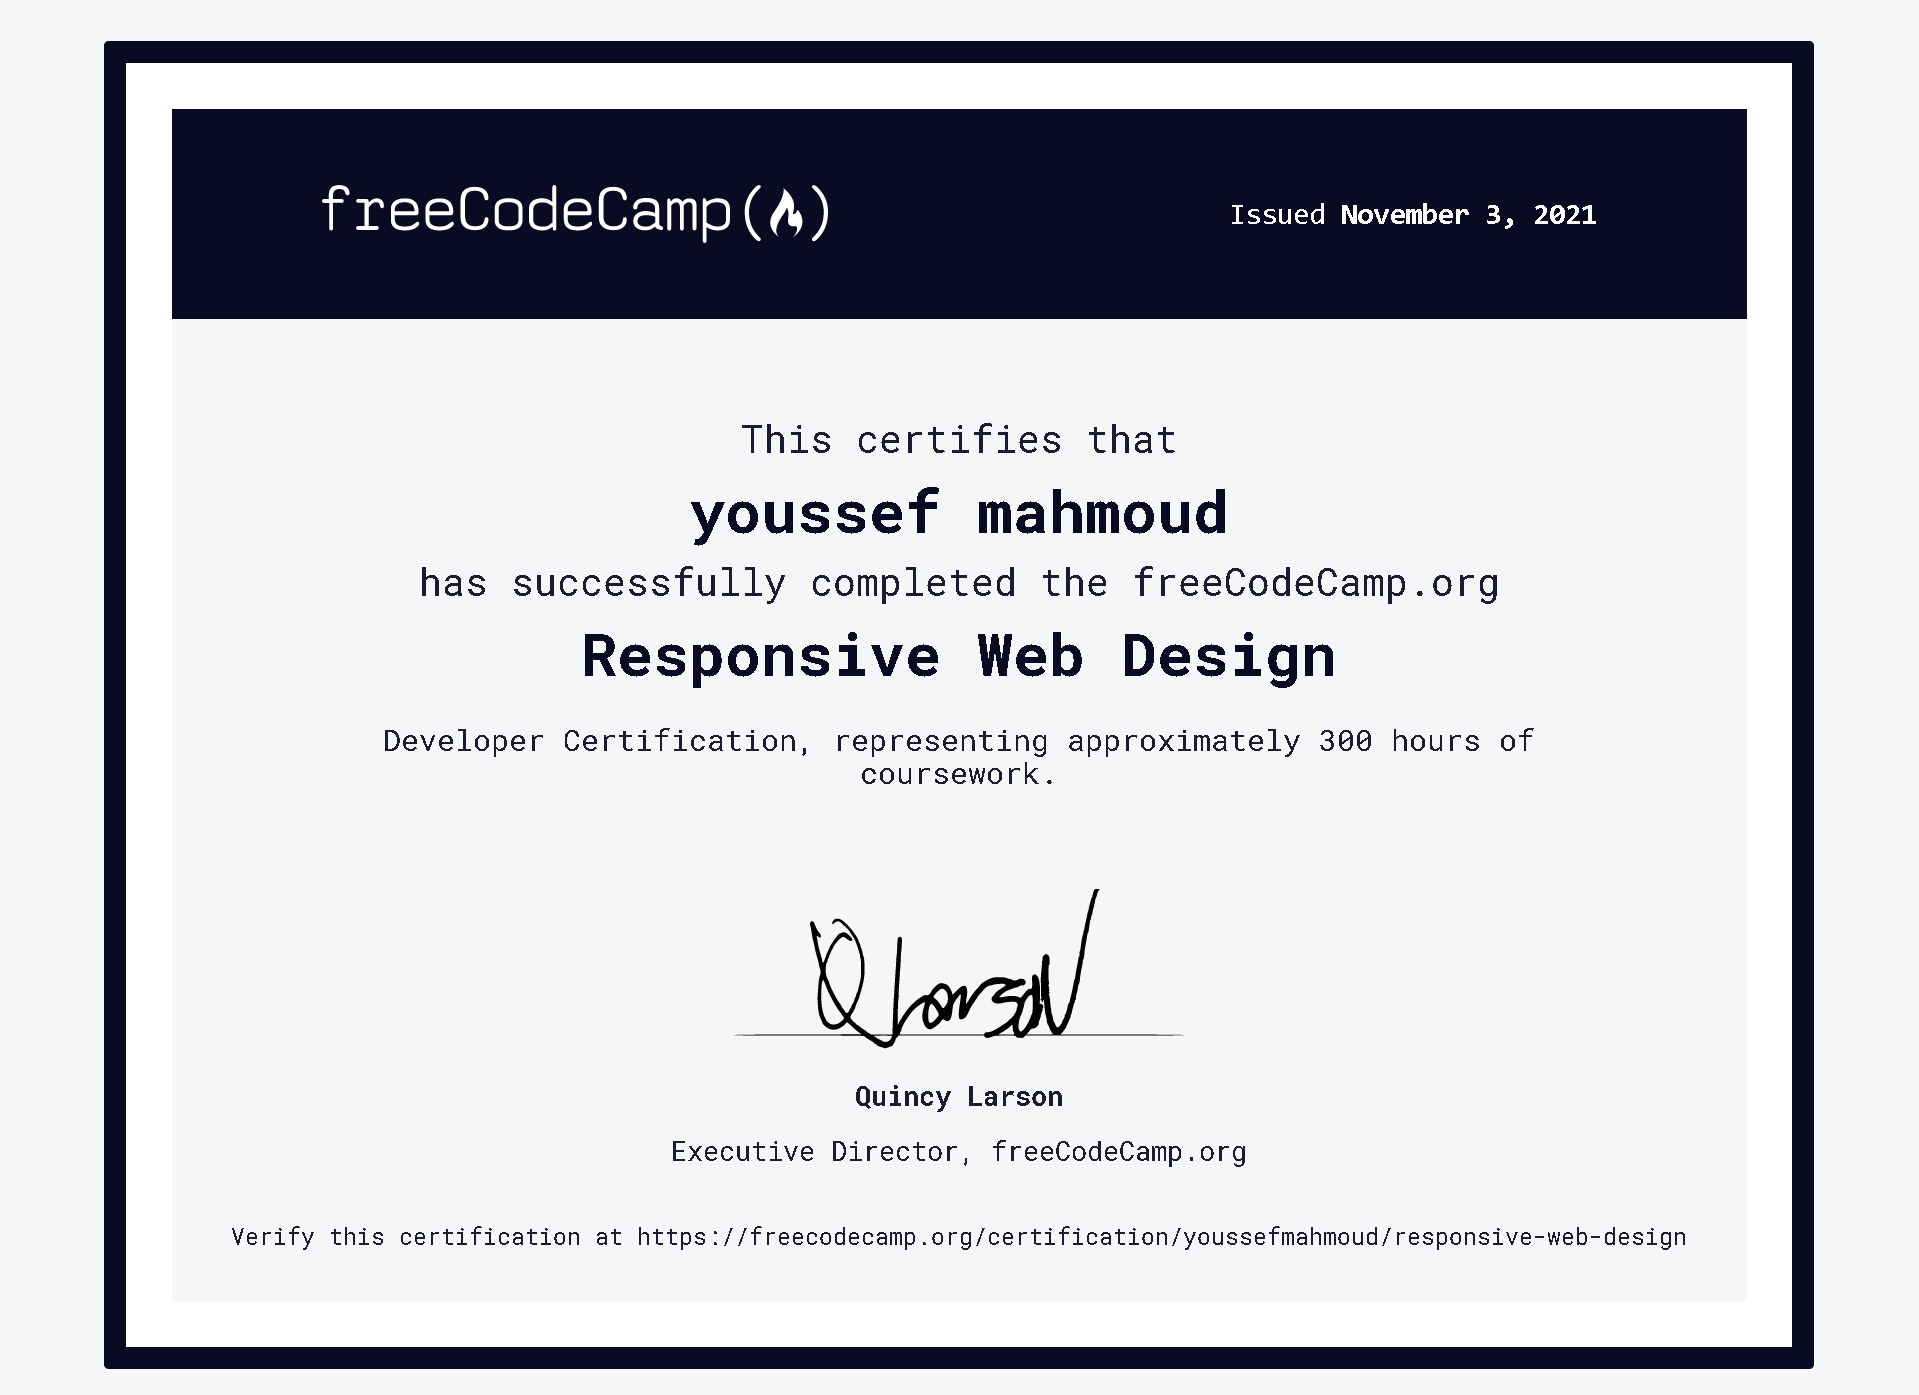 freeCodeCamp(🔥)
Issued November 3, 2021
This certifies that
youssef mahmoud
has successfully completed the freeCodeCamp.org
Responsive Web Design
Developer Certification, representing approximately 300 hours of
coursework.
Q Larson
Quincy Larson
Executive Director, freeCodeCamp.org
Verify this certification at https://freecodecamp.org/certification/youssefmahmoud/responsive-web-design